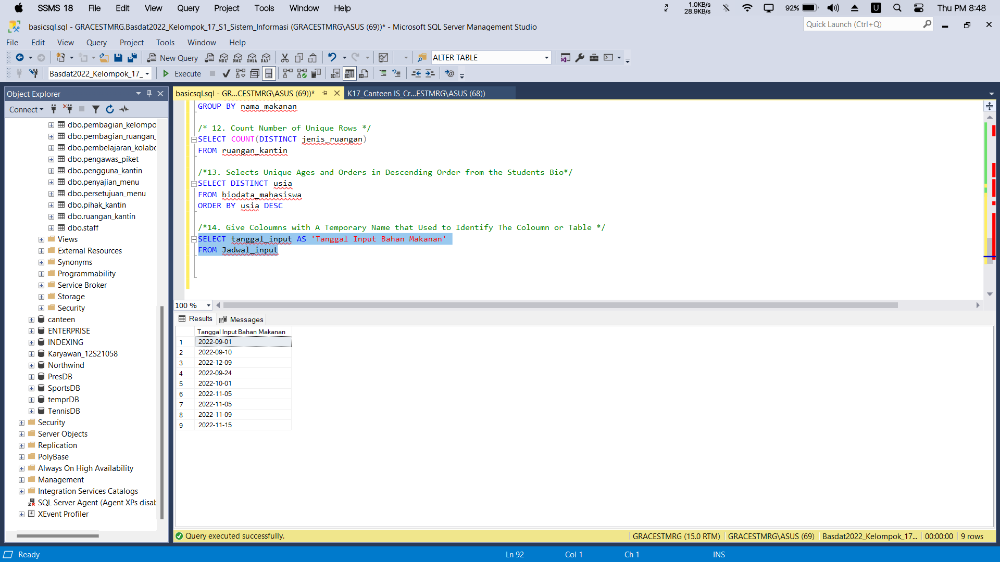 SSMS 18 File Edit View Query Project Tools Window Help
1.0KB/s
28.9KB/s
92%
U
Thu PM 8:48
basicsql.sql - GRACESTMRG.Basdat2022_Kelompok_17_S1_Sistem_Informasi (GRACESTMRG\ASUS (69))* - Microsoft SQL Server Management Studio
Quick Launch (Ctrl+Q)
File Edit View Query Project Tools Window Help
New Query
MDX DMX XMLA DAX
ALTER TABLE
Basdat2022_Kelompok_17_
Execute
Object Explorer
Connect
dbo.pembagian_kelompo
dbo.pembagian_ruangan_
dbo.pembelajaran_kolabo
dbo.pengawas_piket
dbo.pengguna_kantin
dbo.penyajian_menu
dbo.persetujuan_menu
dbo.pihak_kantin
dbo.ruangan_kantin
dbo.staff
Views
External Resources
Synonyms
Programmability
Service Broker
Storage
Security
canteen
ENTERPRISE
INDEXING
Karyawan_12S21058
Northwind
PresDB
SportsDB
temprDB
TennisDB
Security
Server Objects
Replication
PolyBase
Always On High Availability
Management
Integration Services Catalogs
SQL Server Agent (Agent XPs disab
XEvent Profiler
basicsql.sql - GR...CESTMRG\ASUS (69))*
K17_Canteen IS_Cr...ESTMRG\ASUS (68))
GROUP BY nama_makanan
/* 12. Count Number of Unique Rows */
SELECT COUNT(DISTINCT jenis_ruangan)
FROM ruangan_kantin
/*13. Selects Unique Ages and Orders in Descending Order from the Students Bio*/
SELECT DISTINCT usia
FROM biodata_mahasiswa
ORDER BY usia DESC
/*14. Give Coloumns with A Temporary Name that Used to Identify The Coloumn or Table */
SELECT tanggal_input AS 'Tanggal Input Bahan Makanan'
FROM Jadwal_input
100 %
Results Messages
Tanggal Input Bahan Makanan
1 2022-09-01
2 2022-09-10
3 2022-12-09
4 2022-09-24
5 2022-10-01
6 2022-11-05
7 2022-11-05
8 2022-11-09
9 2022-11-15
Query executed successfully.
GRACESTMRG (15.0 RTM) GRACESTMRG\ASUS (69) Basdat2022_Kelompok_17... 00:00:00 9 rows
Ready
Ln 92 Col 1 Ch 1 INS